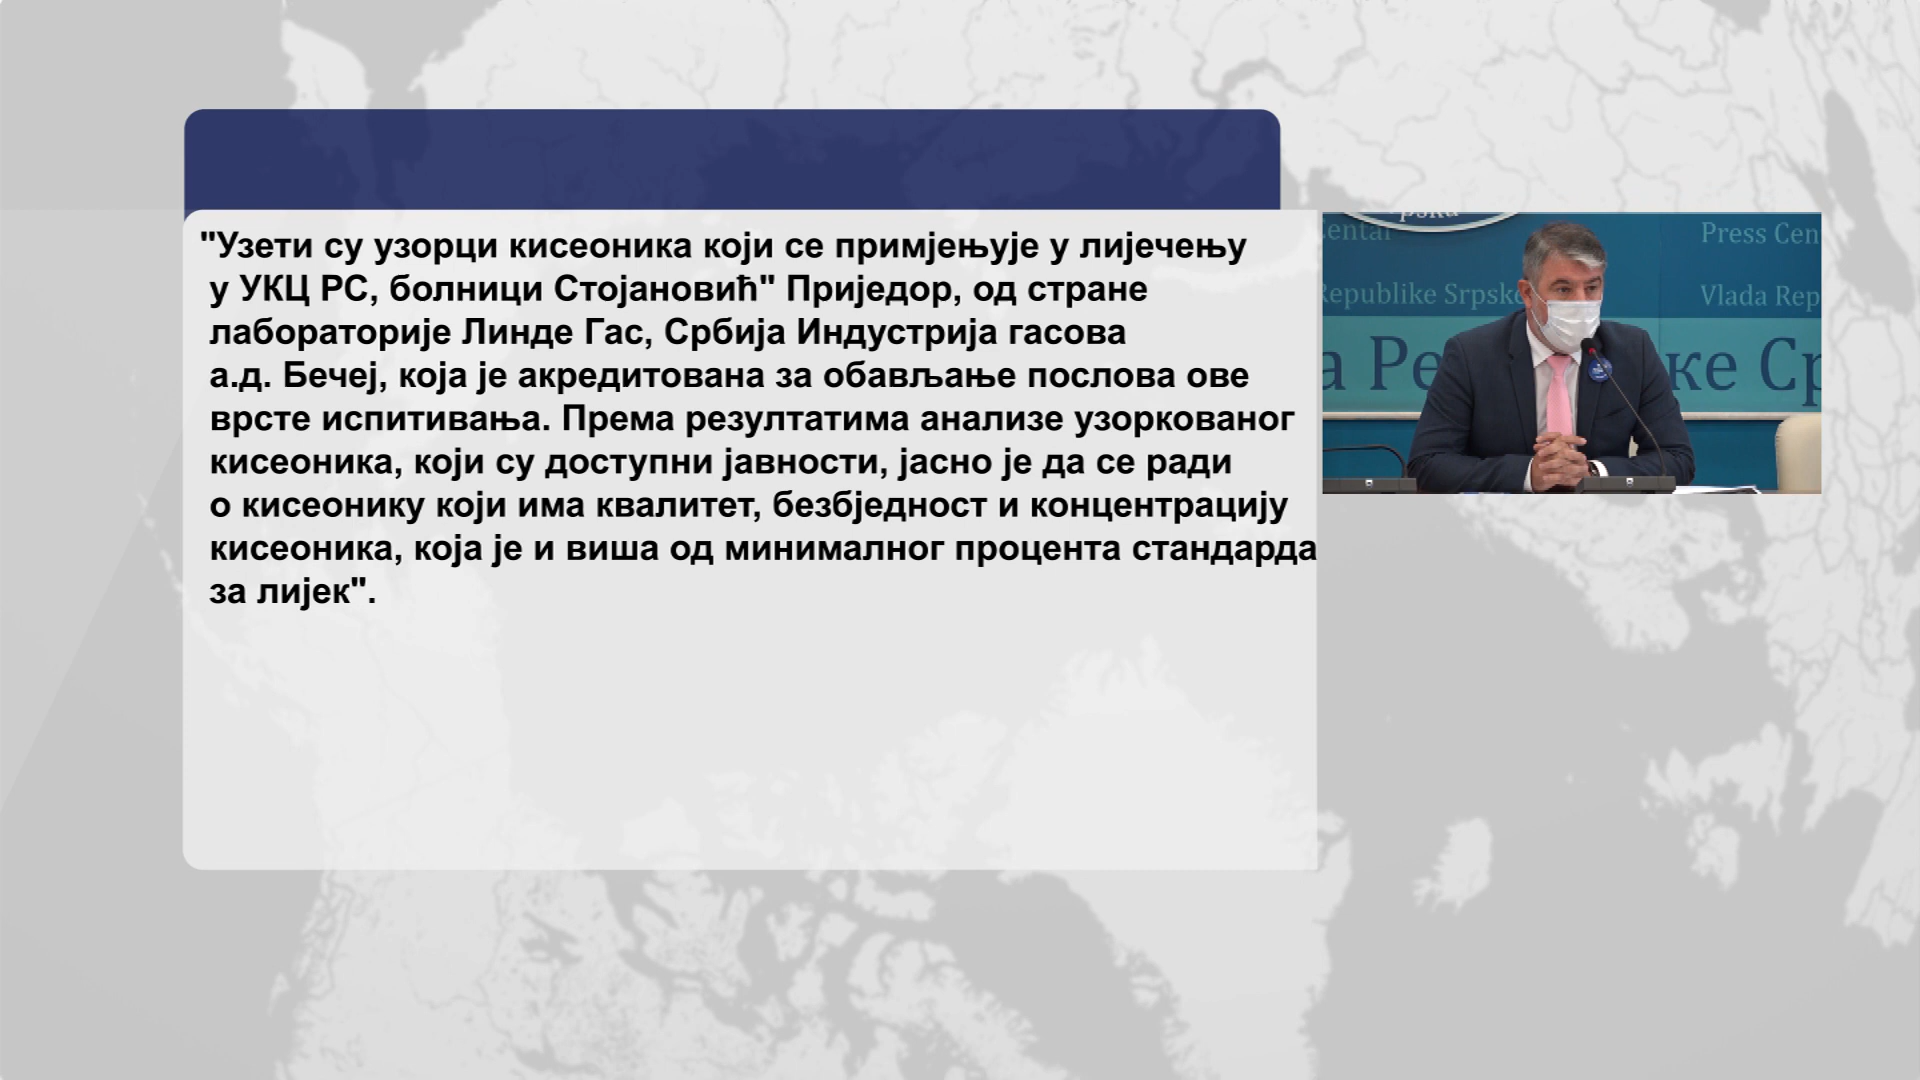 "Узети су узорци кисеоника који се примјењује у лијечењу
у УКЦ РС, болници Стојановић" Приједор, од стране
лабораторије Линде Гас, Србија Индустрија гасова
а.д. Бечеј, која је акредитована за обављање послова ове
врсте испитивања. Према резултатима анализе узоркованог
кисеоника, који су доступни јавности, јасно је да се ради
о кисеонику који има квалитет, безбједност и концентрацију
кисеоника, која је и виша од минималног процента стандарда
за лијек".
Press Cen
Republike Srpske
Vlada Rep
ке Ср